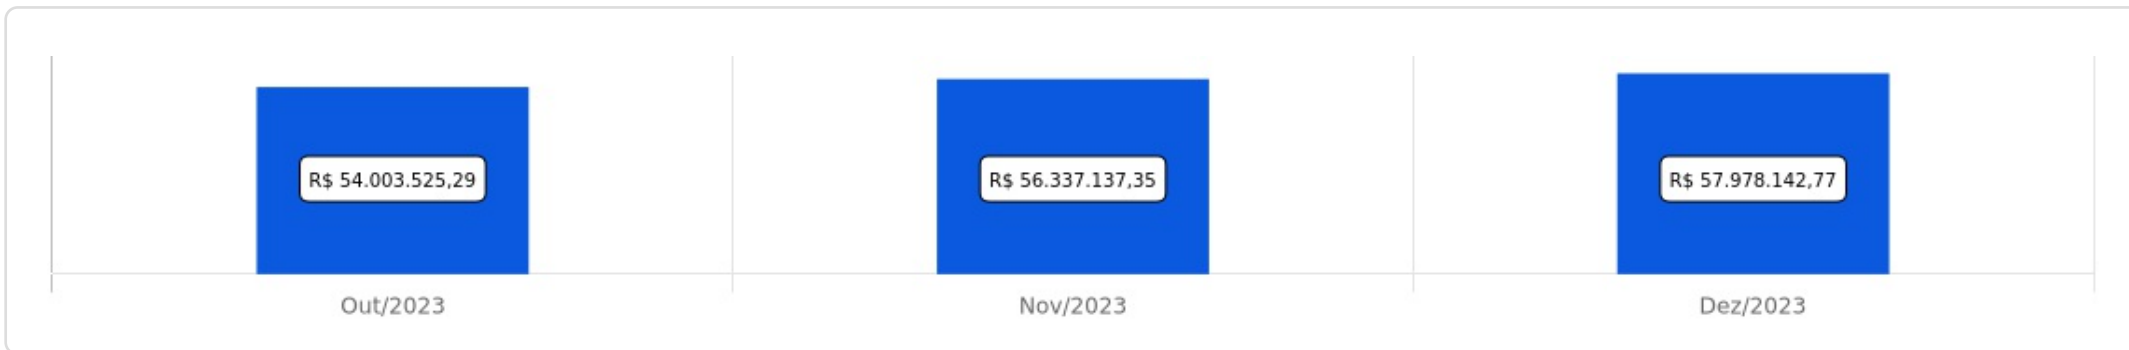 R$ 54.003.525,29
R$ 56.337.137,35
R$ 57.978.142,77
Out/2023
Nov/2023
Dez/2023